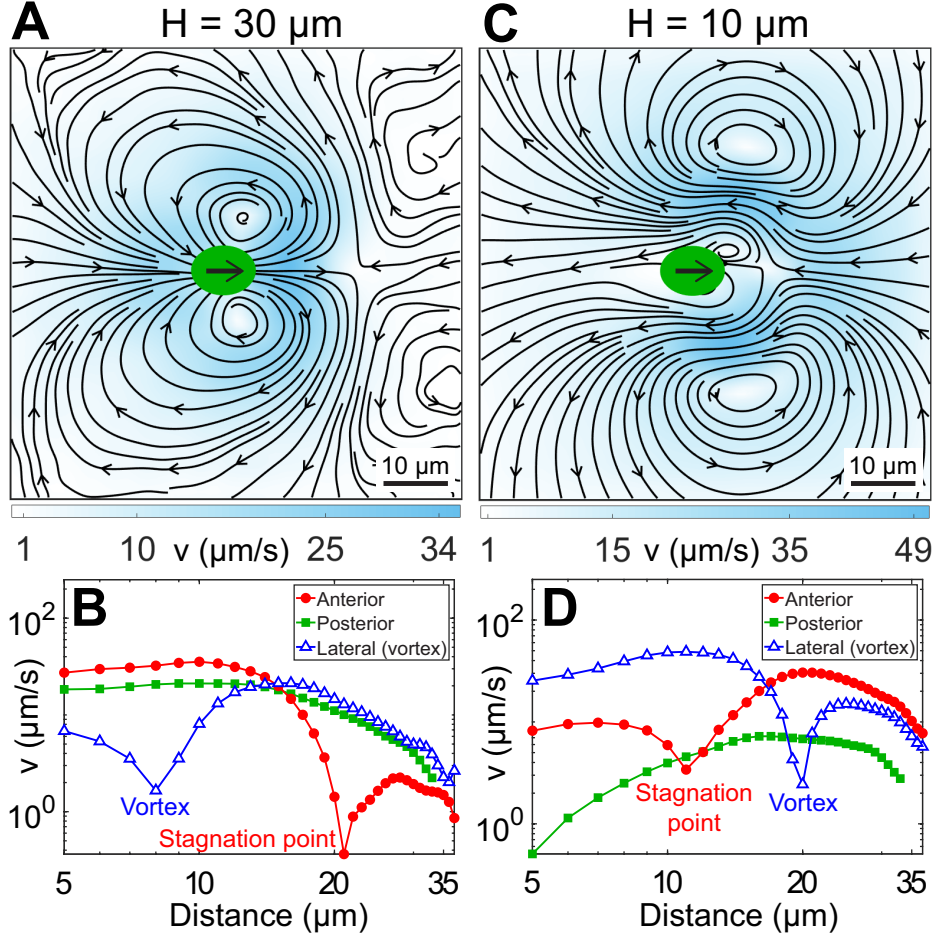 A H = 30 µm
C H = 10 µm
10 µm
10 µm
1 10 v (µm/s) 25 34
1 15 v (µm/s) 35 49
B
Anterior
Posterior
Lateral (vortex)
10²
v (µm/s)
10⁰
Vortex
Stagnation point
5 10 20 35
Distance (µm)
D
Anterior
Posterior
Lateral (vortex)
10²
v (µm/s)
10⁰
Stagnation
point
Vortex
5 10 20 35
Distance (µm)